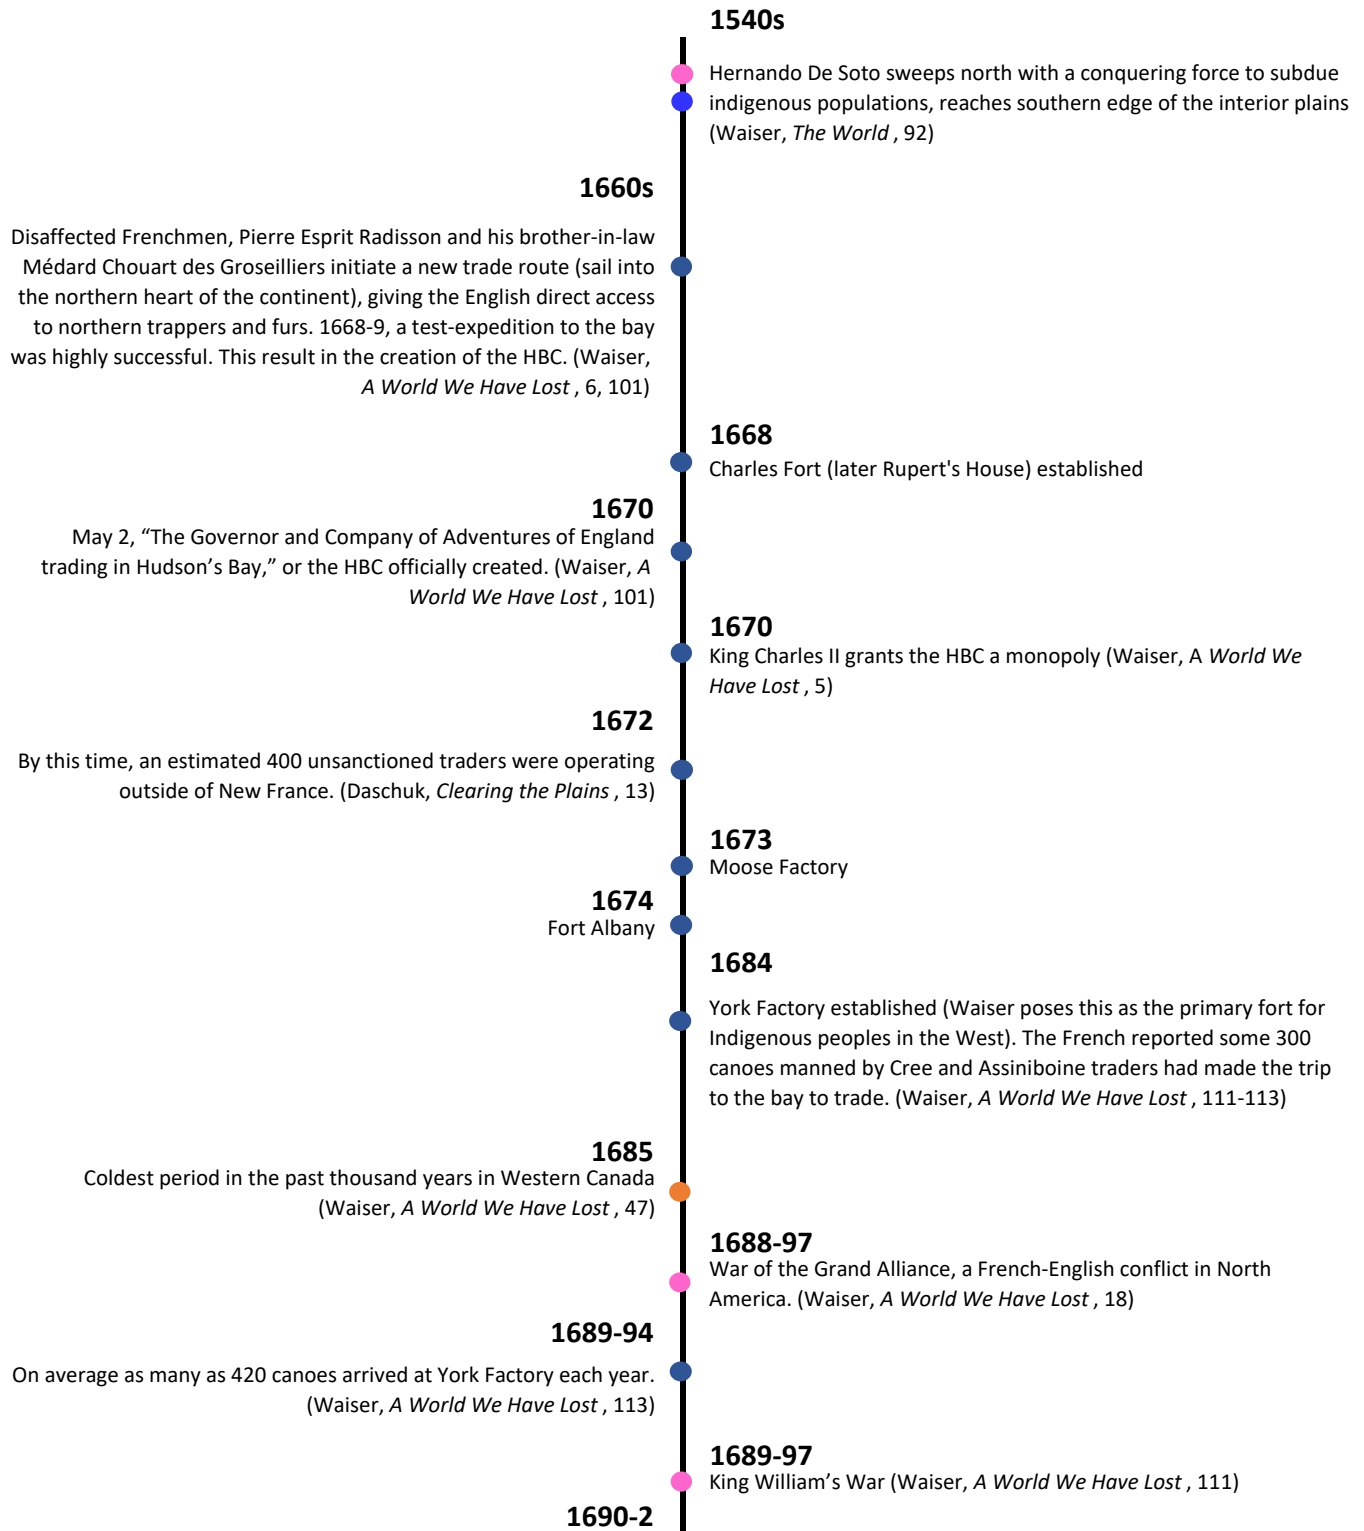 1540s
Hernando De Soto sweeps north with a conquering force to subdue
indigenous populations, reaches southern edge of the interior plains
(Waiser, The World , 92)
1660s
Disaffected Frenchmen, Pierre Esprit Radisson and his brother-in-law
Médard Chouart des Groseilliers initiate a new trade route (sail into
the northern heart of the continent), giving the English direct access
to northern trappers and furs. 1668-9, a test-expedition to the bay
was highly successful. This result in the creation of the HBC. (Waiser,
A World We Have Lost , 6, 101)
1668
Charles Fort (later Rupert's House) established
1670
May 2, “The Governor and Company of Adventures of England
trading in Hudson’s Bay,” or the HBC officially created. (Waiser, A
World We Have Lost , 101)
1670
King Charles II grants the HBC a monopoly (Waiser, A World We
Have Lost , 5)
1672
By this time, an estimated 400 unsanctioned traders were operating
outside of New France. (Daschuk, Clearing the Plains , 13)
1673
Moose Factory
1674
Fort Albany
1684
York Factory established (Waiser poses this as the primary fort for
Indigenous peoples in the West). The French reported some 300
canoes manned by Cree and Assiniboine traders had made the trip
to the bay to trade. (Waiser, A World We Have Lost , 111-113)
1685
Coldest period in the past thousand years in Western Canada
(Waiser, A World We Have Lost , 47)
1688-97
War of the Grand Alliance, a French-English conflict in North
America. (Waiser, A World We Have Lost , 18)
1689-94
On average as many as 420 canoes arrived at York Factory each year.
(Waiser, A World We Have Lost , 113)
1689-97
King William’s War (Waiser, A World We Have Lost , 111)
1690-2